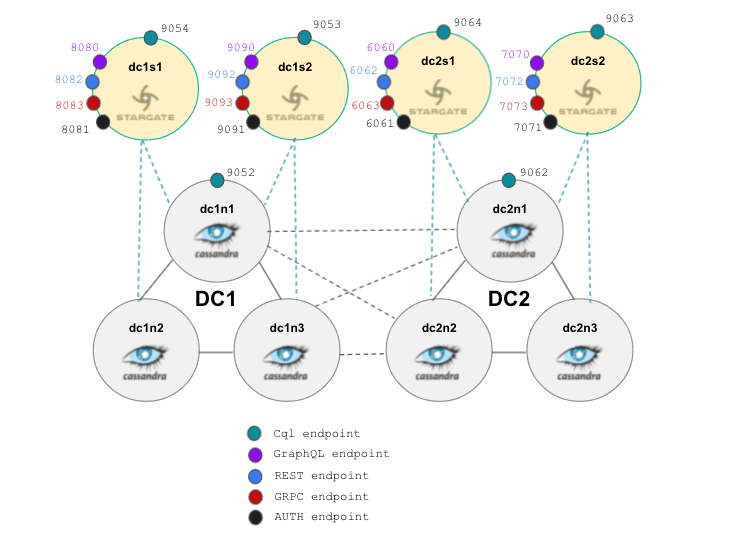 9054
9053
9064
9063
8080
9090
6060
7070
dc1s1
dc1s2
dc2s1
dc2s2
8082
9092
6062
7072
8083
9093
6063
7073
STARGATE
STARGATE
STARGATE
STARGATE
8081
9091
6061
7071
9052
9062
dc1n1
dc2n1
cassandra
cassandra
DC1
DC2
dc1n2
dc1n3
dc2n2
dc2n3
cassandra
cassandra
cassandra
cassandra
Cql endpoint
GraphQL endpoint
REST endpoint
GRPC endpoint
AUTH endpoint